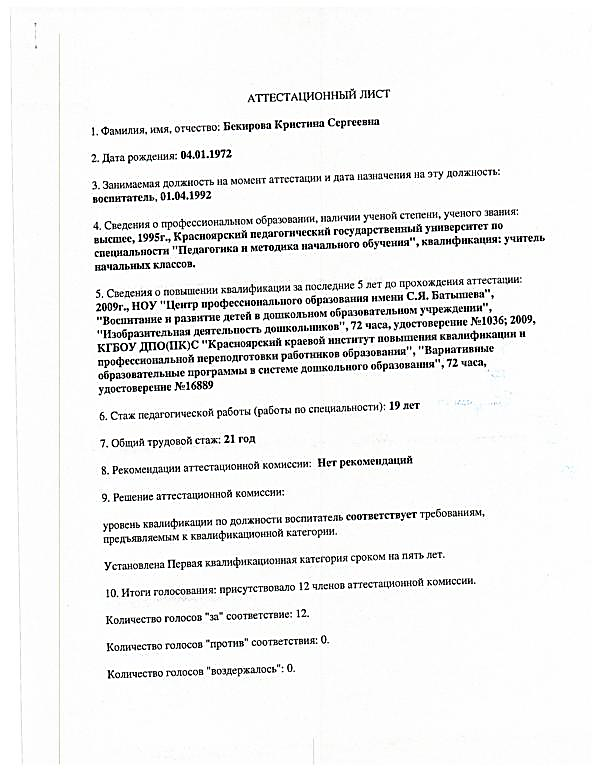 АТТЕСТАЦИОННЫЙ ЛИСТ
1. Фамилия, имя, отчество: Бекирова Кристина Сергеевна
2. Дата рождения: 04.01.1972
3. Занимаемая должность на момент аттестации и дата назначения на эту должность:
воспитатель, 01.04.1992
4. Сведения о профессиональном образовании, наличии ученой степени, ученого звания:
высшее, 1995г., Красноярский педагогический государственный университет по
специальности "Педагогика и методика начального обучения", квалификация: учитель
начальных классов.
5. Сведения о повышении квалификации за последние 5 лет до прохождения аттестации:
2009г., НОУ "Центр профессионального образования имени С.Я. Батышева",
"Воспитание и развитие детей в дошкольном образовательном учреждении",
"Изобразительная деятельность дошкольников", 72 часа, удостоверение №1036; 2009,
КГБОУ ДПО(ПК)С "Красноярский краевой институт повышения квалификации и
профессиональной переподготовки работников образования", "Вариативные
образовательные программы в системе дошкольного образования", 72 часа,
удостоверение №16889
6. Стаж педагогической работы (работы по специальности): 19 лет
7. Общий трудовой стаж: 21 год
8. Рекомендации аттестационной комиссии: Нет рекомендаций
9. Решение аттестационной комиссии:
уровень квалификации по должности воспитатель соответствует требованиям,
предъявляемым к квалификационной категории.
Установлена Первая квалификационная категория сроком на пять лет.
10. Итоги голосования: присутствовало 12 членов аттестационной комиссии.
Количество голосов "за" соответствие: 12.
Количество голосов "против" соответствия: 0.
Количество голосов "воздержалось": 0.